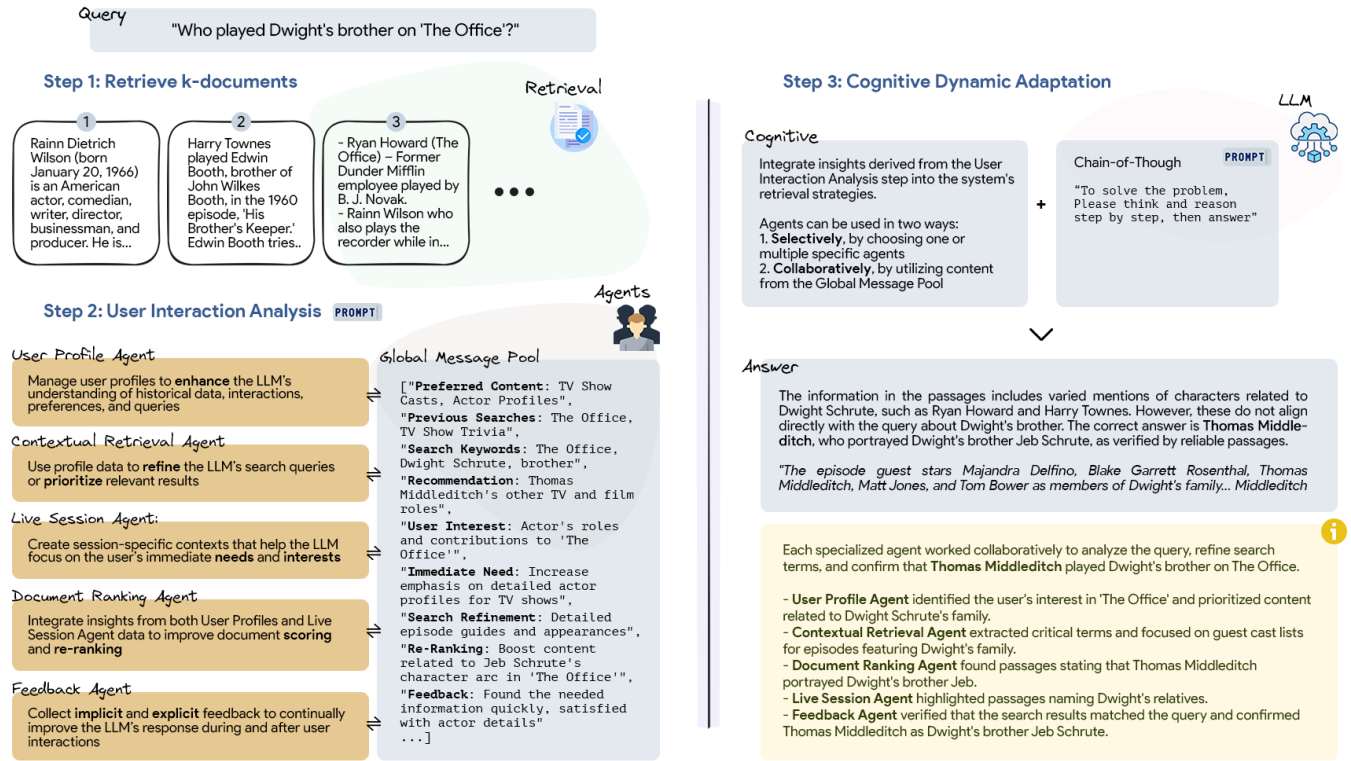 Query
"Who played Dwight's brother on 'The Office'?"
Step 1: Retrieve k-documents
Retrieval
1
Rainn Dietrich
Wilson (born
January 20, 1966)
is an American
actor, comedian,
writer, director,
businessman, and
producer. He is...
2
Harry Townes
played Edwin
Booth, brother of
John Wilkes
Booth, in the 1960
episode, 'His
Brother's Keeper.'
Edwin Booth tries..
3
- Ryan Howard (The
Office) – Former
Dunder Mifflin
employee played by
B. J. Novak.
- Rainn Wilson who
also plays the
recorder while in...
Step 2: User Interaction Analysis
PROMPT
Agents
User Profile Agent
Manage user profiles to enhance the LLM's
understanding of historical data, interactions,
preferences, and queries
Contextual Retrieval Agent
Use profile data to refine the LLM's search queries
or prioritize relevant results
Live Session Agent:
Create session-specific contexts that help the LLM
focus on the user's immediate needs and interests
Document Ranking Agent
Integrate insights from both User Profiles and Live
Session Agent data to improve document scoring
and re-ranking
Feedback Agent
Collect implicit and explicit feedback to continually
improve the LLM's response during and after user
interactions
Global Message Pool
["Preferred Content: TV Show
Casts, Actor Profiles",
"Previous Searches: The Office,
TV Show Trivia",
"Search Keywords: The Office,
Dwight Schrute, brother",
"Recommendation: Thomas
Middleditch's other TV and film
roles",
"User Interest: Actor's roles
and contributions to 'The
Office'",
"Immediate Need: Increase
emphasis on detailed actor
profiles for TV shows",
"Search Refinement: Detailed
episode guides and appearances",
"Re-Ranking: Boost content
related to Jeb Schrute's
character arc in 'The Office'",
"Feedback: Found the needed
information quickly, satisfied
with actor details"
...]
Step 3: Cognitive Dynamic Adaptation
LLM
Cognitive
Integrate insights derived from the User
Interaction Analysis step into the system's
retrieval strategies.
Agents can be used in two ways:
1. Selectively, by choosing one or
multiple specific agents
2. Collaboratively, by utilizing content
from the Global Message Pool
+
Chain-of-Though
PROMPT
"To solve the problem,
Please think and reason
step by step, then answer"
Answer
The information in the passages includes varied mentions of characters related to
Dwight Schrute, such as Ryan Howard and Harry Townes. However, these do not align
directly with the query about Dwight's brother. The correct answer is Thomas Middle-
ditch, who portrayed Dwight's brother Jeb Schrute, as verified by reliable passages.
"The episode guest stars Majandra Delfino, Blake Garrett Rosenthal, Thomas
Middleditch, Matt Jones, and Tom Bower as members of Dwight's family... Middleditch
i
Each specialized agent worked collaboratively to analyze the query, refine search
terms, and confirm that Thomas Middleditch played Dwight's brother on The Office.
- User Profile Agent identified the user's interest in 'The Office' and prioritized content
related to Dwight Schrute's family.
- Contextual Retrieval Agent extracted critical terms and focused on guest cast lists
for episodes featuring Dwight's family.
- Document Ranking Agent found passages stating that Thomas Middleditch
portrayed Dwight's brother Jeb.
- Live Session Agent highlighted passages naming Dwight's relatives.
- Feedback Agent verified that the search results matched the query and confirmed
Thomas Middleditch as Dwight's brother Jeb Schrute.